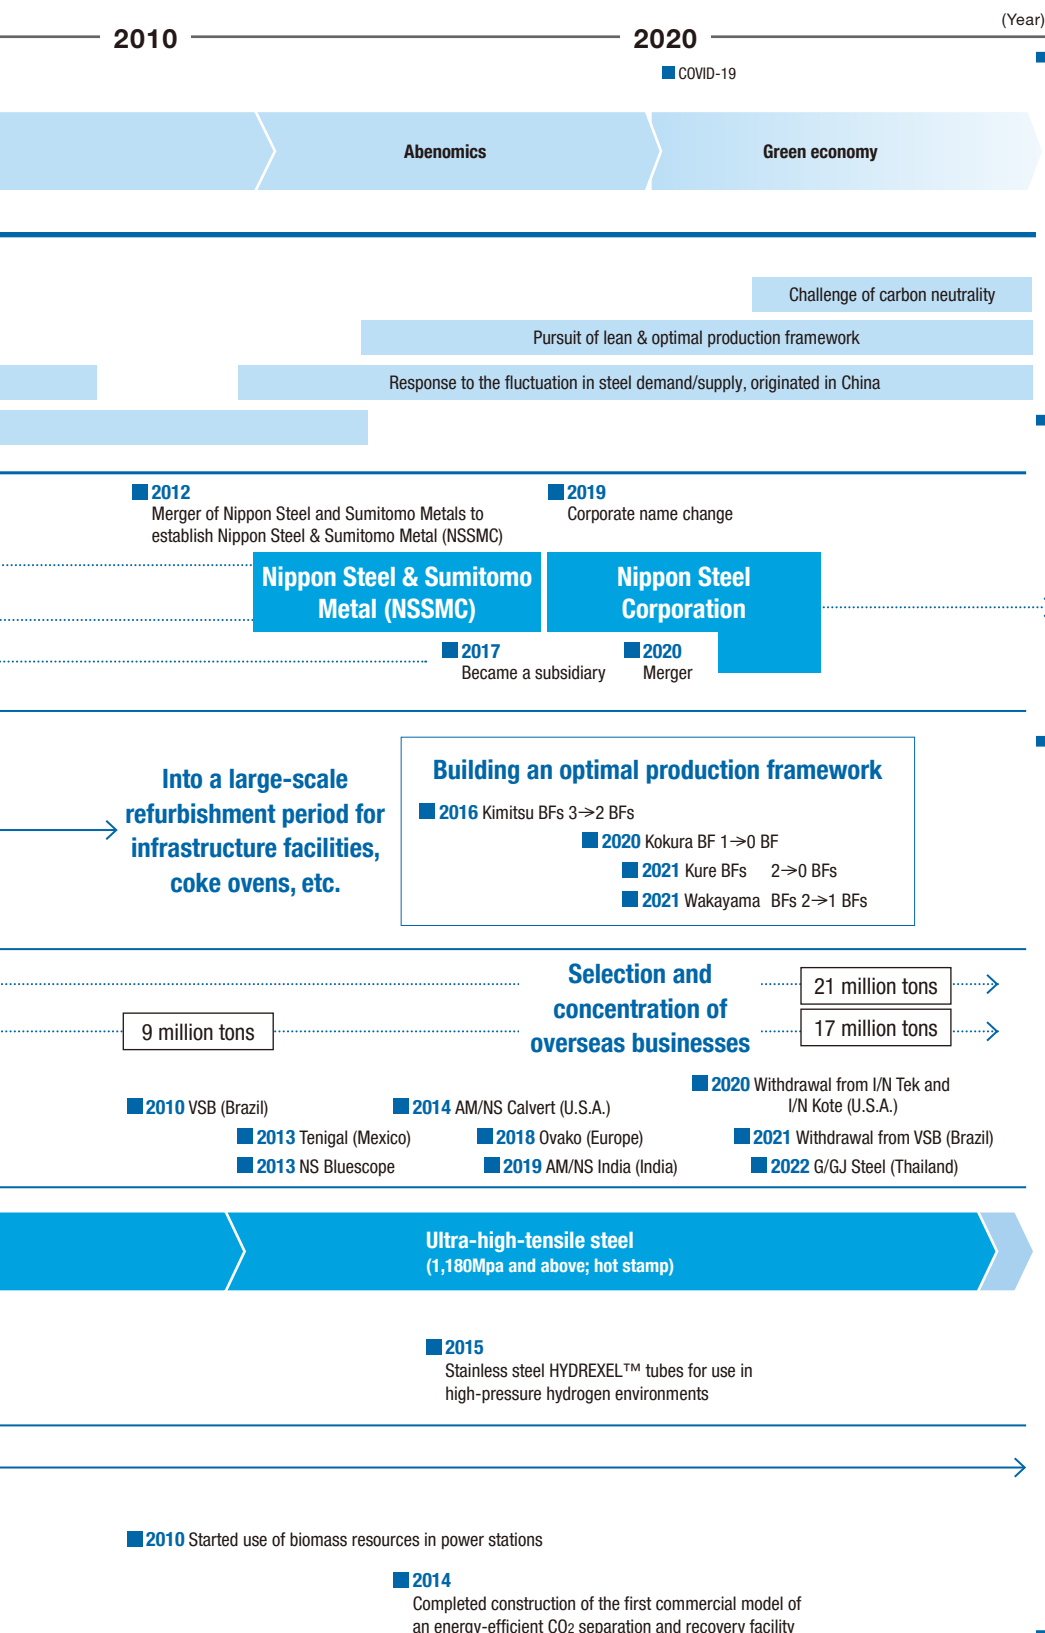 (Year)
2010
2020
COVID-19
Abenomics
Green economy
Challenge of carbon neutrality
Pursuit of lean & optimal production framework
Response to the fluctuation in steel demand/supply, originated in China
2012
Merger of Nippon Steel and Sumitomo Metals to
establish Nippon Steel & Sumitomo Metal (NSSMC)
2019
Corporate name change
Nippon Steel & Sumitomo
Metal (NSSMC)
Nippon Steel
Corporation
2017
Became a subsidiary
2020
Merger
Into a large-scale
refurbishment period for
infrastructure facilities,
coke ovens, etc.
Building an optimal production framework
2016 Kimitsu BFs 3→2 BFs
2020 Kokura BF 1→0 BF
2021 Kure BFs 2→0 BFs
2021 Wakayama BFs 2→1 BFs
Selection and
concentration of
overseas businesses
21 million tons
9 million tons
17 million tons
2020 Withdrawal from I/N Tek and
I/N Kote (U.S.A.)
2010 VSB (Brazil)
2014 AM/NS Calvert (U.S.A.)
2013 Tenigal (Mexico)
2018 Ovako (Europe)
2021 Withdrawal from VSB (Brazil)
2013 NS Bluescope
2019 AM/NS India (India)
2022 G/GJ Steel (Thailand)
Ultra-high-tensile steel
(1,180Mpa and above; hot stamp)
2015
Stainless steel HYDREXEL™ tubes for use in
high-pressure hydrogen environments
2010 Started use of biomass resources in power stations
2014
Completed construction of the first commercial model of
an energy-efficient CO2 separation and recovery facility